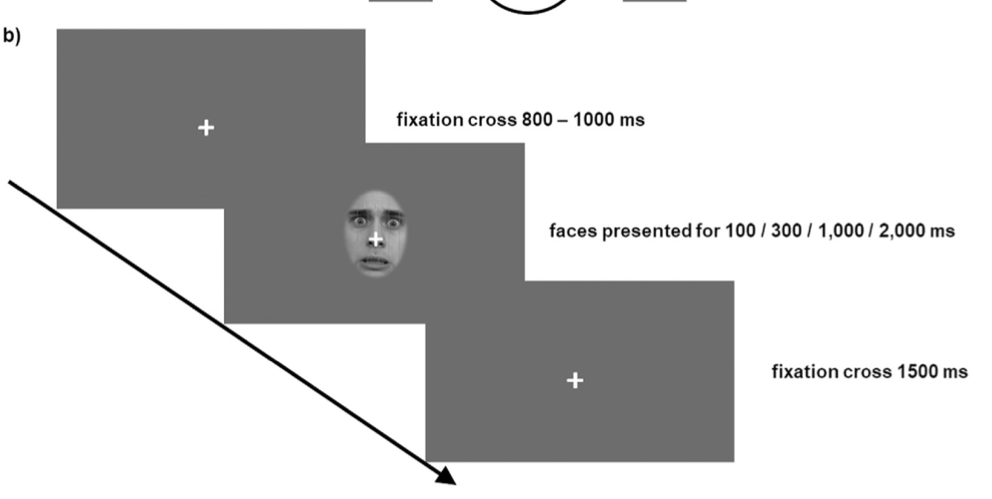 b)
fixation cross 800 – 1000 ms
faces presented for 100 / 300 / 1,000 / 2,000 ms
fixation cross 1500 ms